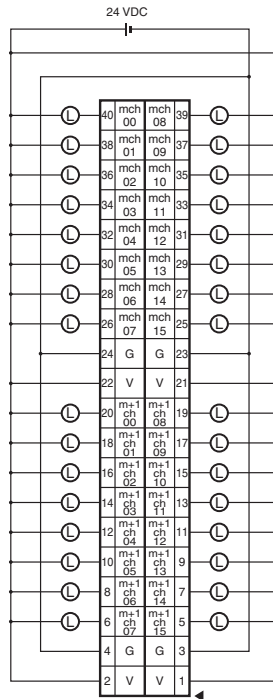 24 VDC
L 40 mch 00 mch 08 39 L
L 38 mch 01 mch 09 37 L
L 36 mch 02 mch 10 35 L
L 34 mch 03 mch 11 33 L
L 32 mch 04 mch 12 31 L
L 30 mch 05 mch 13 29 L
L 28 mch 06 mch 14 27 L
L 26 mch 07 mch 15 25 L
24 G G 23
22 V V 21
L 20 m+1 ch 00 m+1 ch 08 19 L
L 18 m+1 ch 01 m+1 ch 09 17 L
L 16 m+1 ch 02 m+1 ch 10 15 L
L 14 m+1 ch 03 m+1 ch 11 13 L
L 12 m+1 ch 04 m+1 ch 12 11 L
L 10 m+1 ch 05 m+1 ch 13 9 L
L 8 m+1 ch 06 m+1 ch 14 7 L
L 6 m+1 ch 07 m+1 ch 15 5 L
4 G G 3
2 V V 1